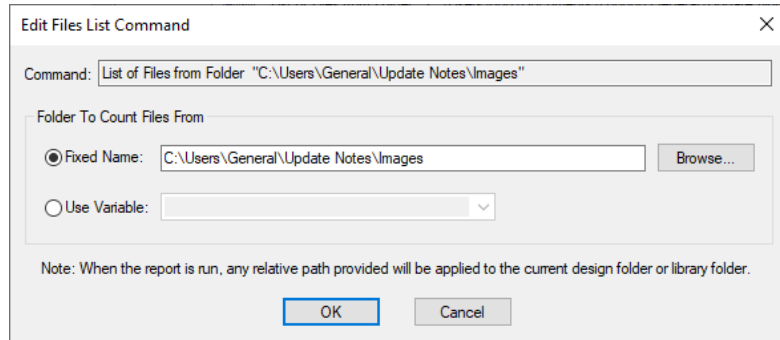 Edit Files List Command
Command: List of Files from Folder "C:\Users\General\Update Notes\Images"
Folder To Count Files From
Fixed Name: C:\Users\General\Update Notes\Images Browse...
Use Variable:
Note: When the report is run, any relative path provided will be applied to the current design folder or library folder.
OK Cancel